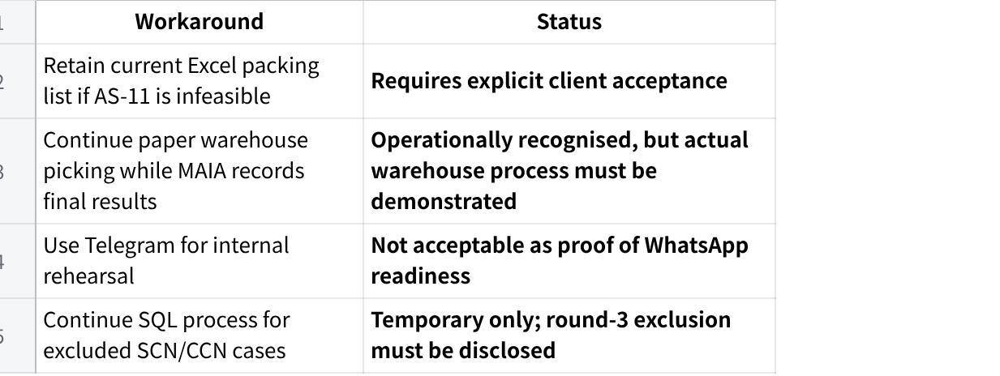 1 Workaround Status
2
Retain current Excel packing
list if AS-11 is infeasible
Requires explicit client acceptance
3
Continue paper warehouse
picking while MAIA records
final results
Operationally recognised, but actual
warehouse process must be
demonstrated
4
Use Telegram for internal
rehearsal
Not acceptable as proof of WhatsApp
readiness
5
Continue SQL process for
excluded SCN/CCN cases
Temporary only; round-3 exclusion
must be disclosed